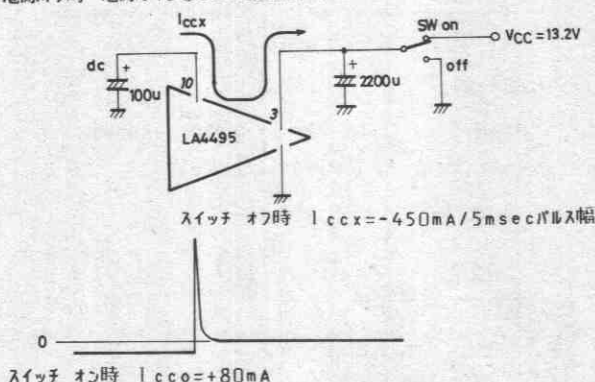 Iccx
SW on
VCC=13.2V
dc
+
100u
10
+
2200u
off
3
LA4495
スイッチ オフ時 Iccx=-450mA/5msecパルス幅
0
スイッチ オン時 Icco=+80mA